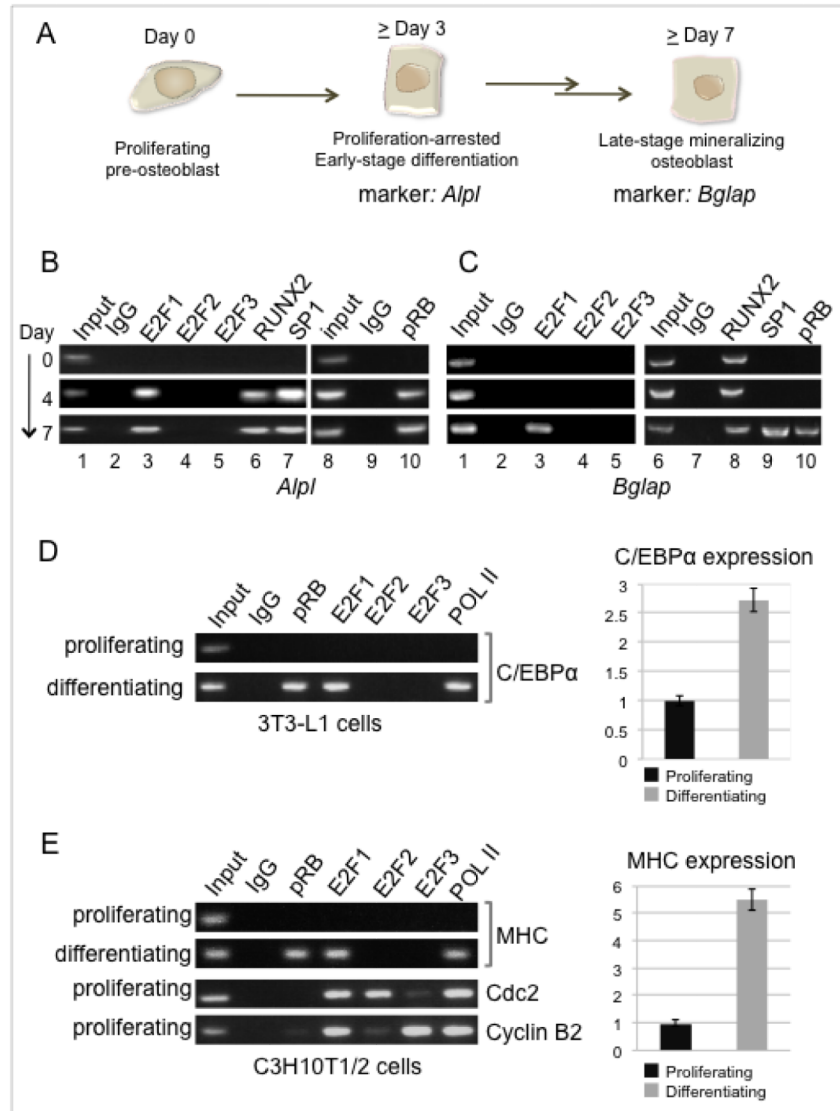 A
Day 0
≥ Day 3
≥ Day 7
Proliferating
pre-osteoblast
Proliferation-arrested
Early-stage differentiation
Late-stage mineralizing
osteoblast
marker: Alpl
marker: Bglap
B
Input IgG E2F1 E2F2 E2F3 RUNX2 SP1 input IgG pRB
Day
0
4
7
1 2 3 4 5 6 7 8 9 10
Alpl
C
Input IgG E2F1 E2F2 E2F3 Input IgG RUNX2 SP1 pRB
1 2 3 4 5 6 7 8 9 10
Bglap
D
Input IgG pRB E2F1 E2F2 E2F3 POL II
proliferating
differentiating
C/EBPα
3T3-L1 cells
C/EBPα expression
3
2.5
2
1.5
1
0.5
0
Proliferating
Differentiating
E
Input IgG pRB E2F1 E2F2 E2F3 POL II
proliferating
differentiating
MHC
proliferating
Cdc2
proliferating
Cyclin B2
C3H10T1/2 cells
MHC expression
6
5
4
3
2
1
0
Proliferating
Differentiating